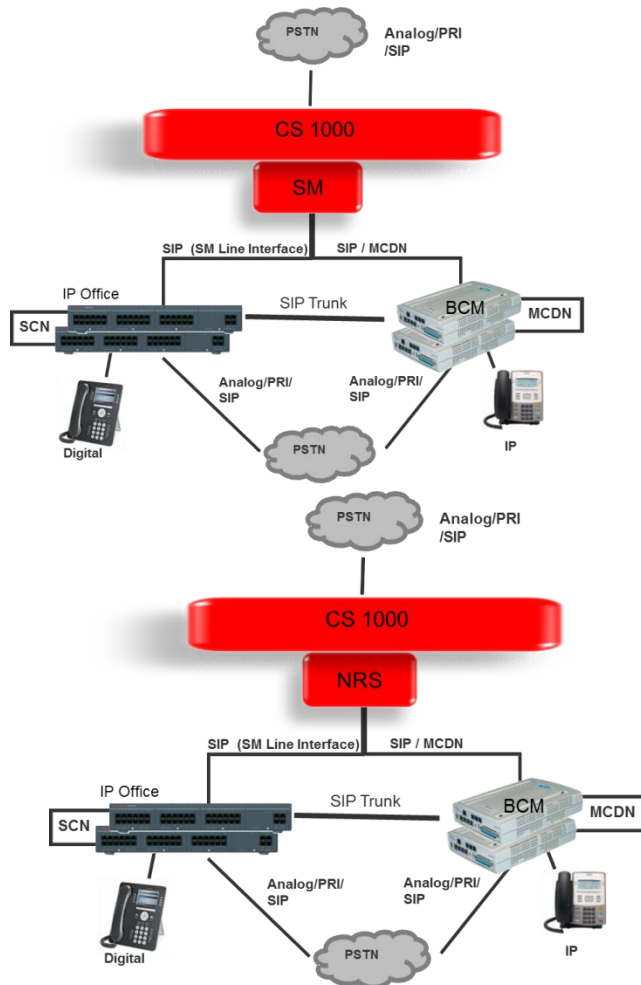 PSTN
Analog/PRI
/SIP
CS 1000
SM
SIP (SM Line Interface)
SIP / MCDN
IP Office
SIP Trunk
BCM
SCN
MCDN
Analog/PRI/
SIP
Analog/PRI/
SIP
Digital
PSTN
IP
PSTN
Analog/PRI
/SIP
CS 1000
NRS
SIP (SM Line Interface)
SIP / MCDN
IP Office
SIP Trunk
BCM
SCN
MCDN
Analog/PRI/
SIP
Analog/PRI/
SIP
Digital
PSTN
IP